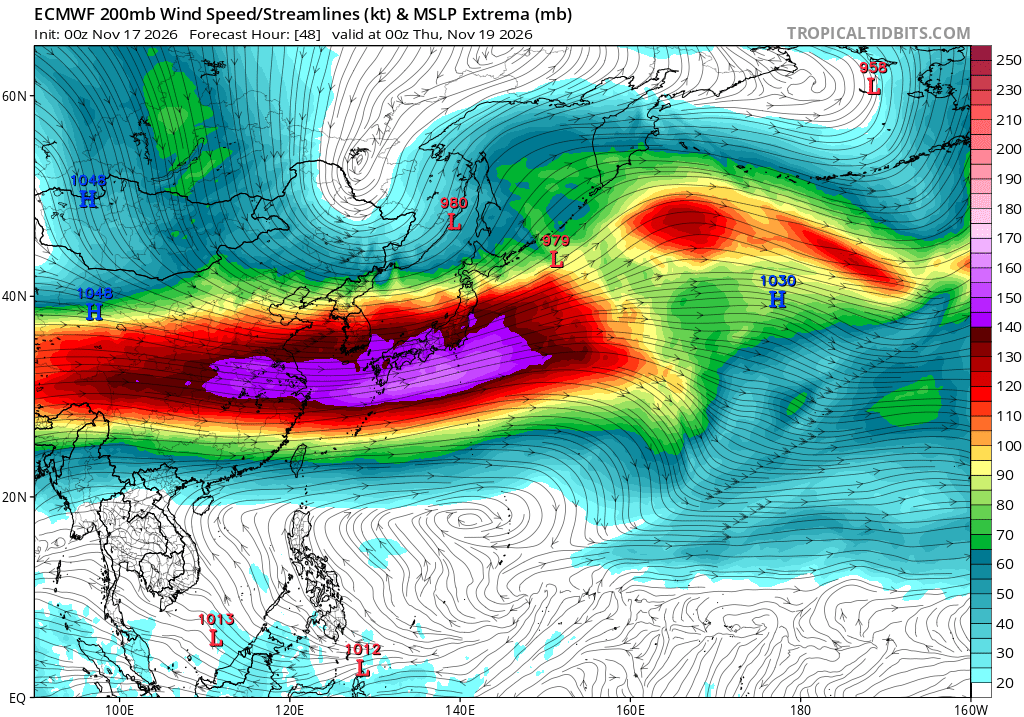 ECMWF 200mb Wind Speed/Streamlines (kt) & MSLP Extrema (mb)
Init: 00z Nov 17 2026 Forecast Hour: [48] valid at 00z Thu, Nov 19 2026
TROPICALTIDBITS.COM
250
230
210
200
190
180
170
160
150
140
130
120
110
100
90
80
70
60
50
40
30
20
60N
40N
20N
EQ
958
L
1048
H
980
L
979
L
1030
H
1048
H
1013
L
1012
L
100E
120E
140E
160E
180
160W